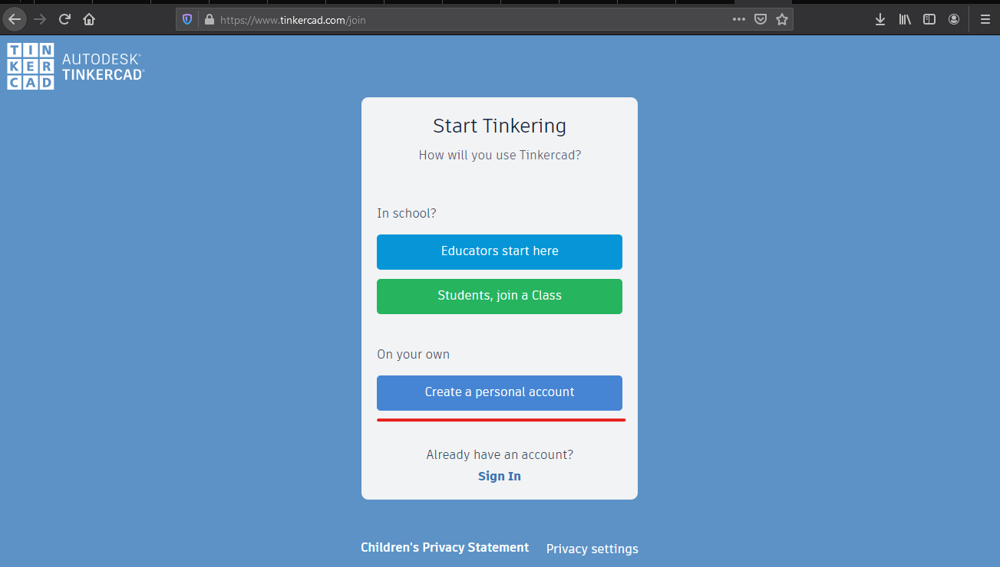 https://www.tinkercad.com/join
TIN
KER
CAD
AUTODESK®
TINKERCAD®
Start Tinkering
How will you use Tinkercad?
In school?
Educators start here
Students, join a Class
On your own
Create a personal account
Already have an account?
Sign In
Children's Privacy Statement Privacy settings